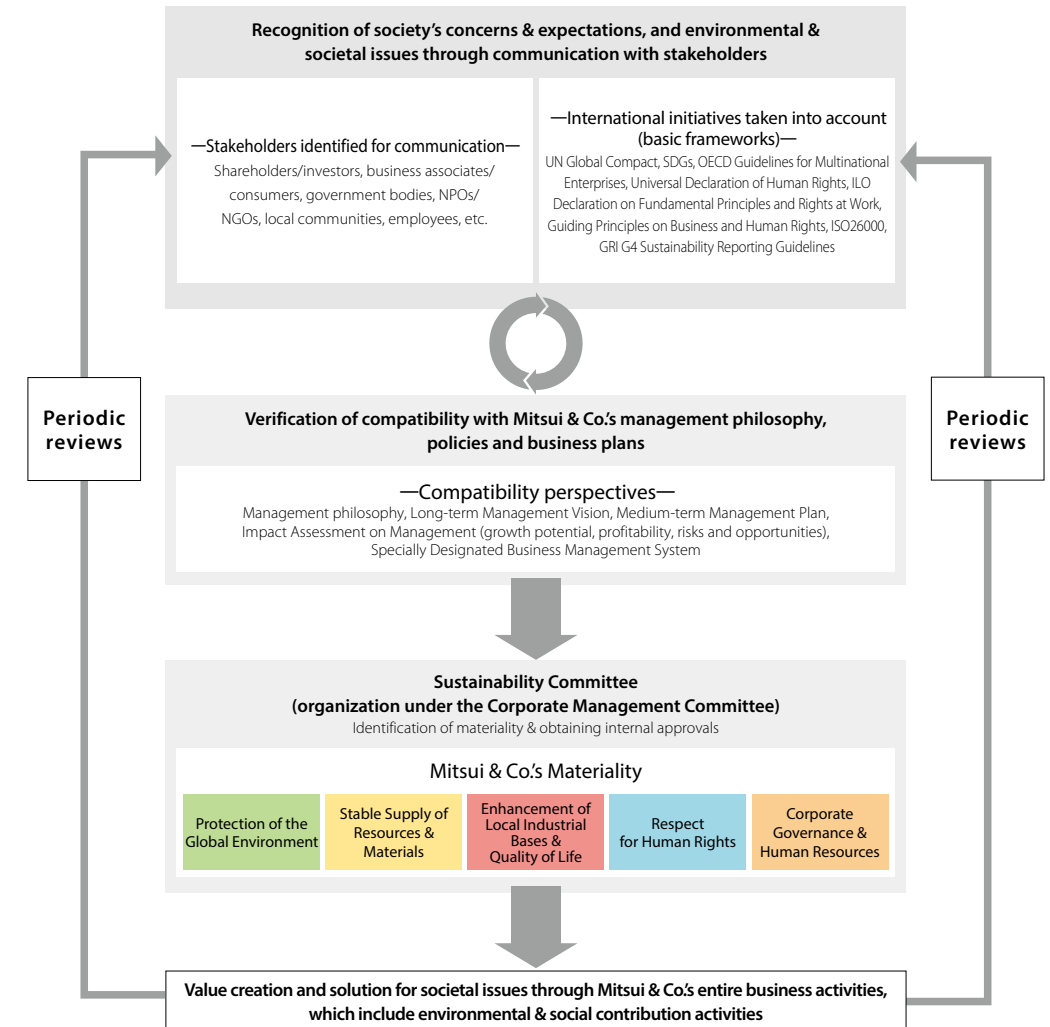 Recognition of society's concerns & expectations, and environmental &
societal issues through communication with stakeholders
—Stakeholders identified for communication—
Shareholders/investors, business associates/
consumers, government bodies, NPOs/
NGOs, local communities, employees, etc.
—International initiatives taken into account
(basic frameworks)—
UN Global Compact, SDGs, OECD Guidelines for Multinational
Enterprises, Universal Declaration of Human Rights, ILO
Declaration on Fundamental Principles and Rights at Work,
Guiding Principles on Business and Human Rights, ISO26000,
GRI G4 Sustainability Reporting Guidelines
Periodic
reviews
Periodic
reviews
Verification of compatibility with Mitsui & Co.'s management philosophy,
policies and business plans
—Compatibility perspectives—
Management philosophy, Long-term Management Vision, Medium-term Management Plan,
Impact Assessment on Management (growth potential, profitability, risks and opportunities),
Specially Designated Business Management System
Sustainability Committee
(organization under the Corporate Management Committee)
Identification of materiality & obtaining internal approvals
Mitsui & Co.'s Materiality
Protection of the
Global Environment
Stable Supply of
Resources &
Materials
Enhancement of
Local Industrial
Bases &
Quality of Life
Respect
for Human Rights
Corporate
Governance &
Human Resources
Value creation and solution for societal issues through Mitsui & Co.'s entire business activities,
which include environmental & social contribution activities